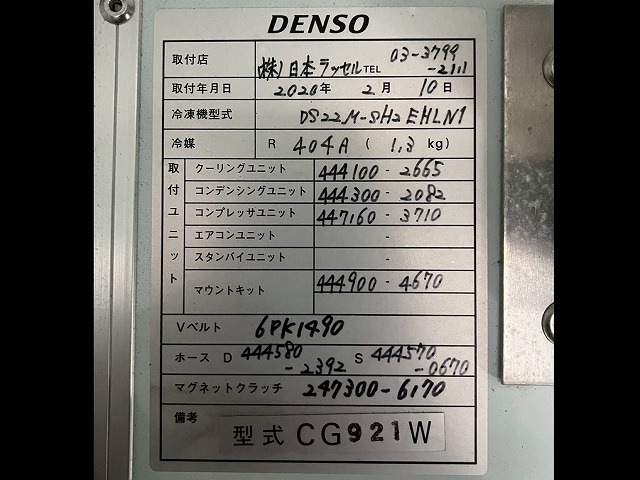 DENSO
取付店 (株)日本ラッセル TEL 03-3799-2111
取付年月日 2020年 2月 10日
冷凍機型式 DS22M-SH2EHLN1
冷媒 R 404A ( 1.3 kg)
取付ユニット
クーリングユニット 444100-2665
コンデンシングユニット 444300-2082
コンプレッサユニット 447160-3710
エアコンユニット -
スタンバイユニット -
マウントキット 444900-4670
Vベルト 6PK1490
ホース D 444580-2392 S 444570-0670
マグネットクラッチ 247300-6170
備考 型式 CG921W